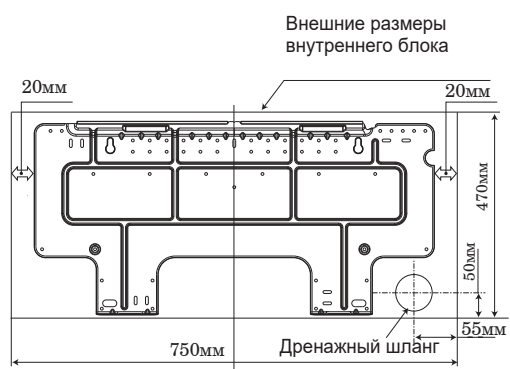 Внешние размеры
внутреннего блока
20мм
20мм
470мм
50мм
55мм
750мм
Дренажный шланг